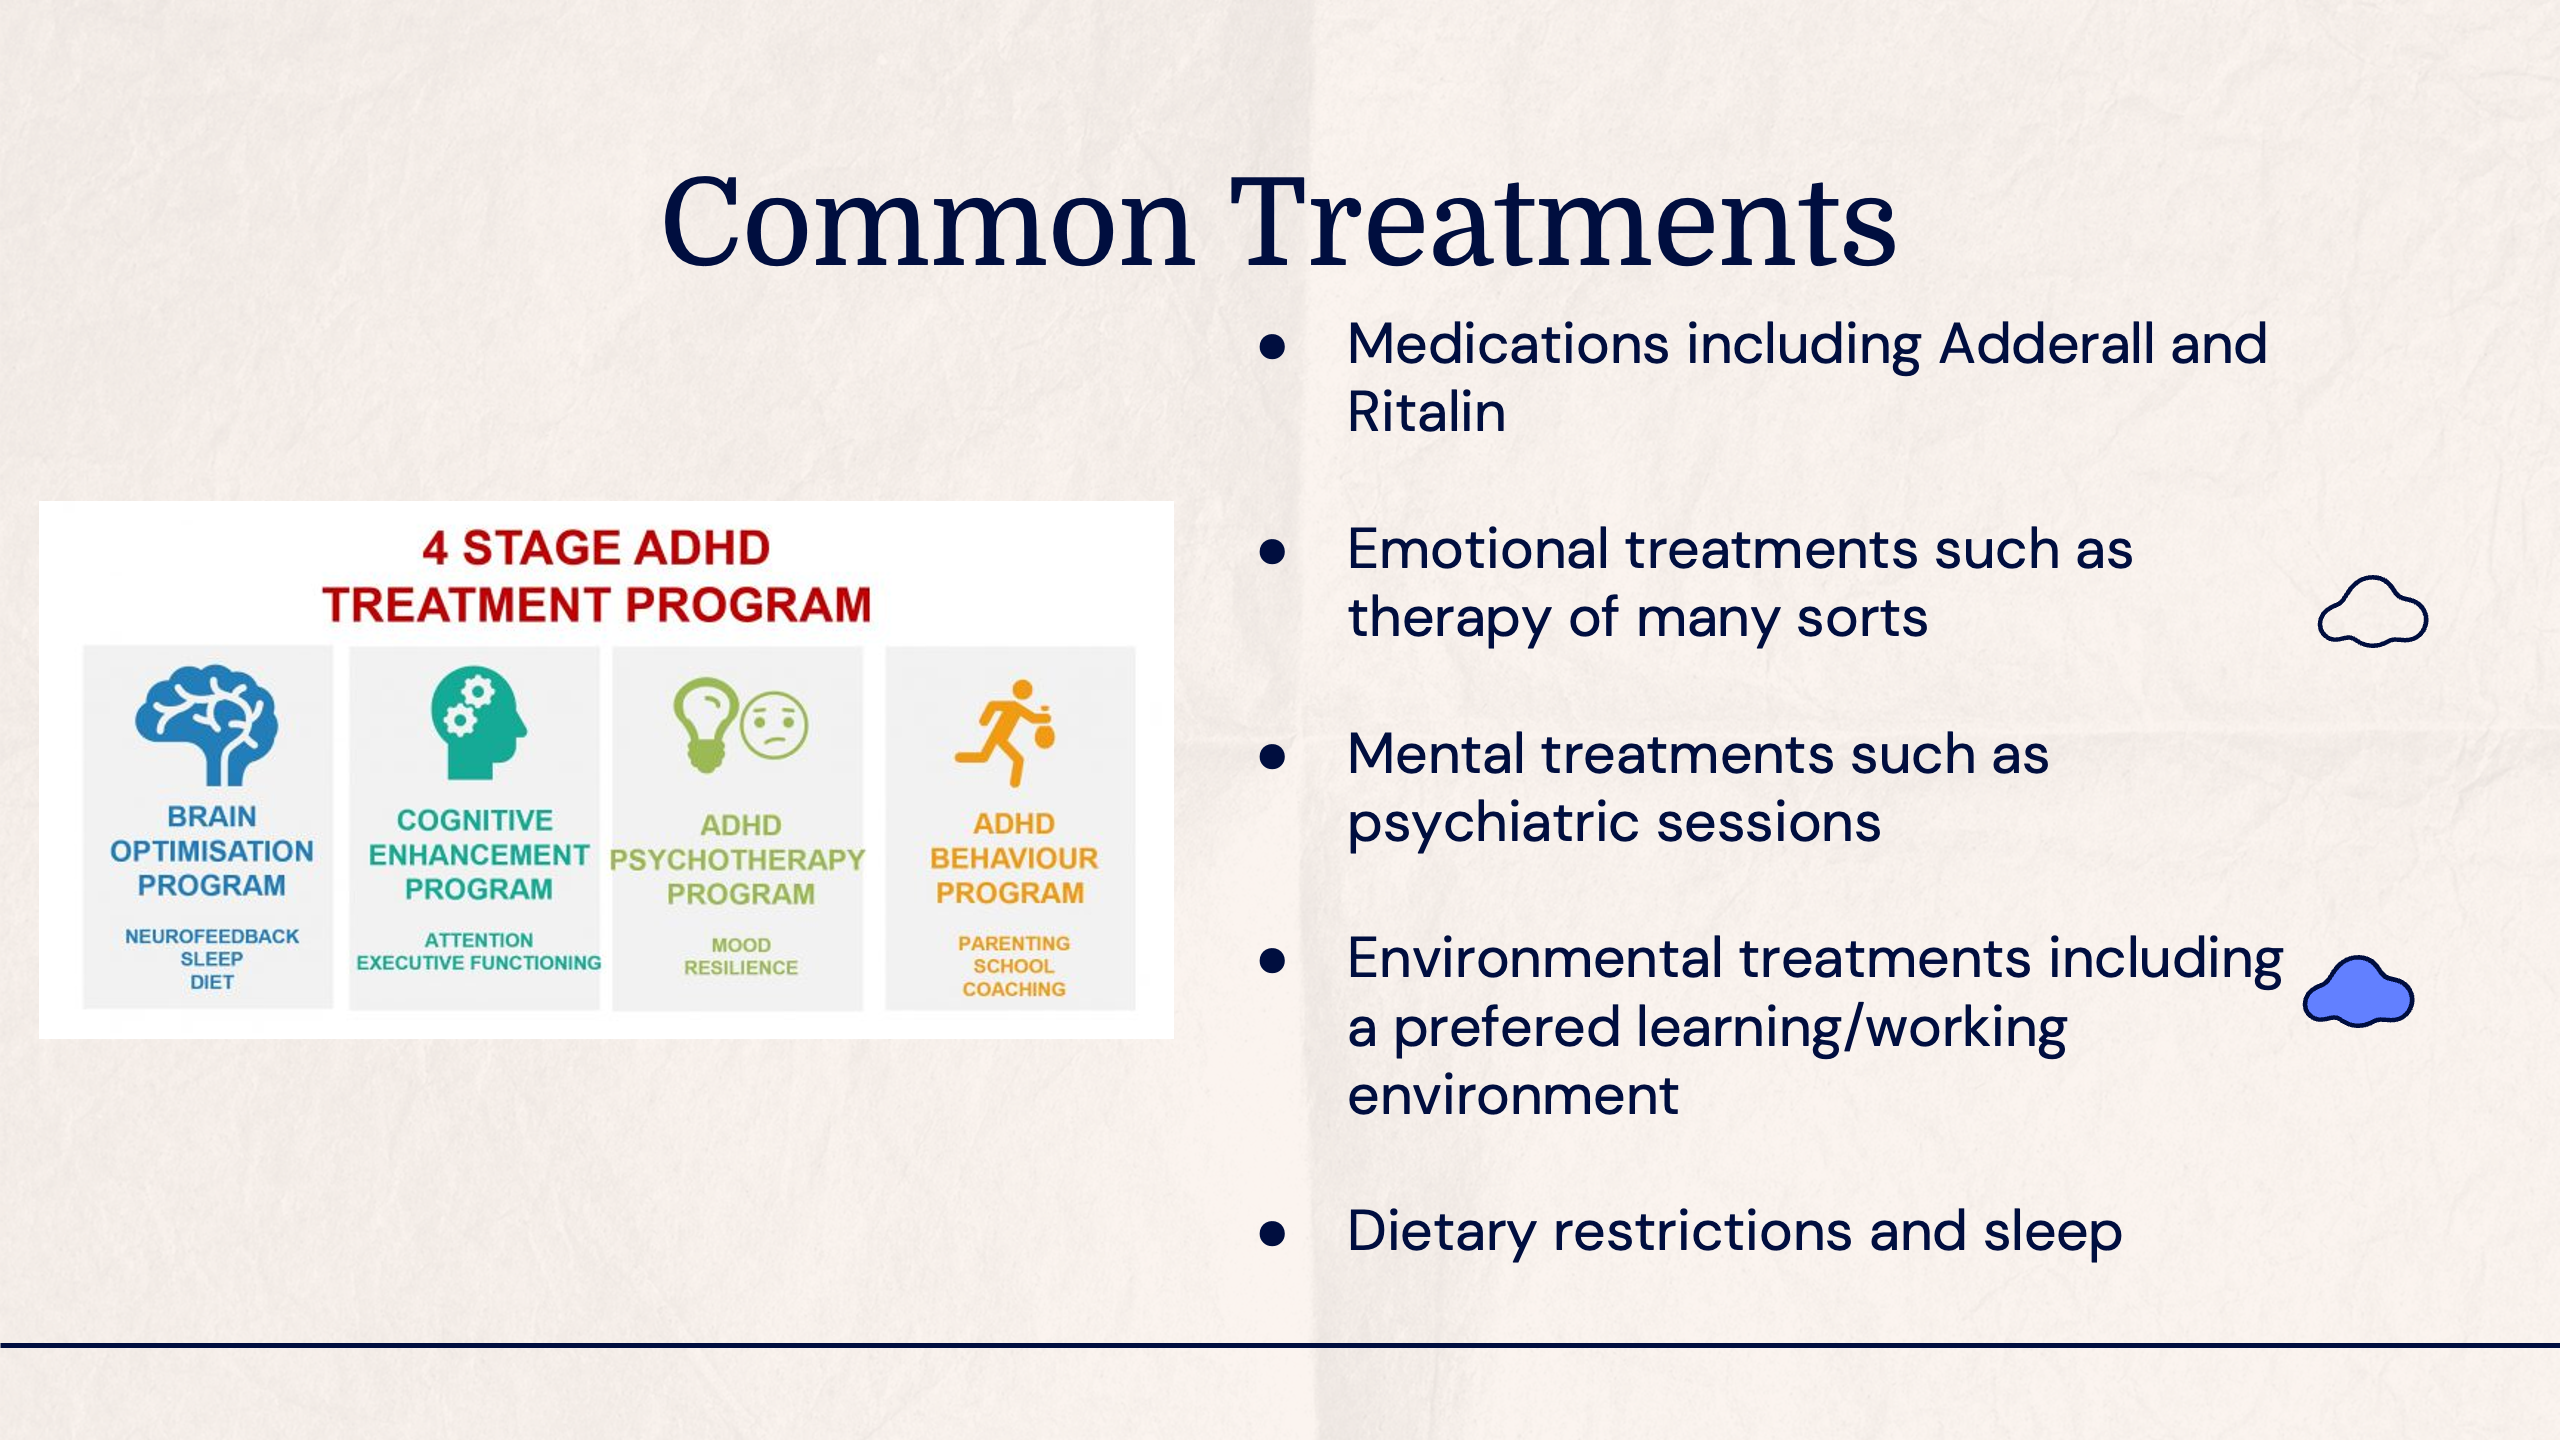 Common Treatments
4 STAGE ADHD
TREATMENT PROGRAM
BRAIN
OPTIMISATION
PROGRAM
NEUROFEEDBACK
SLEEP
DIET
COGNITIVE
ENHANCEMENT
PROGRAM
ATTENTION
EXECUTIVE FUNCTIONING
ADHD
PSYCHOTHERAPY
PROGRAM
MOOD
RESILIENCE
ADHD
BEHAVIOUR
PROGRAM
PARENTING
SCHOOL
COACHING
● Medications including Adderall and
Ritalin
● Emotional treatments such as
therapy of many sorts
● Mental treatments such as
psychiatric sessions
● Environmental treatments including
a prefered learning/working
environment
● Dietary restrictions and sleep